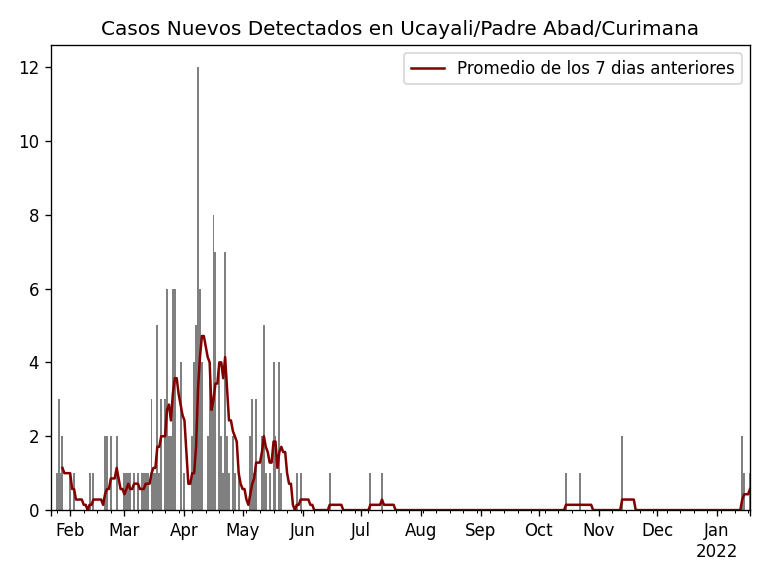 Casos Nuevos Detectados en Ucayali/Padre Abad/Curimana
Promedio de los 7 dias anteriores
12
10
8
6
4
2
0
Feb Mar Apr May Jun Jul Aug Sep Oct Nov Dec Jan
2022